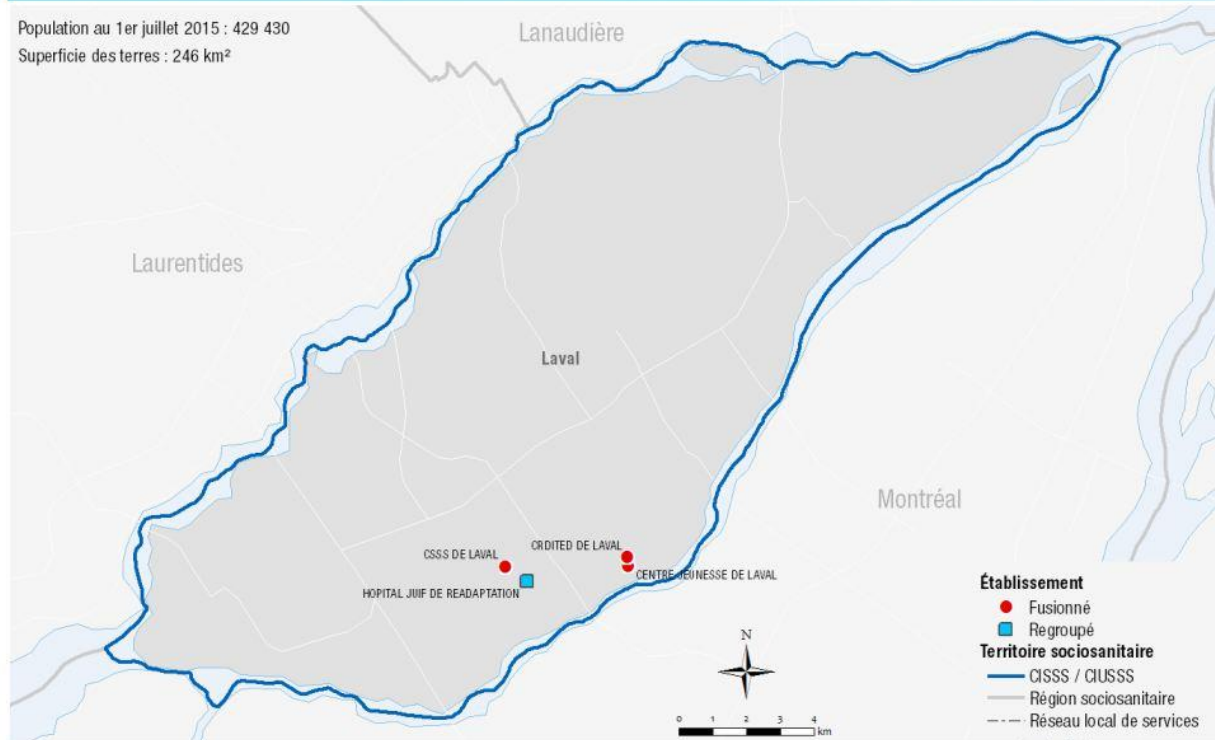 Population au 1er juillet 2015 : 429 430
Superficie des terres : 246 km²
Lanaudière
Laurentides
Laval
Montréal
CSSS DE LAVAL
CRDITED DE LAVAL
CENTRE JEUNESSE DE LAVAL
HOPITAL JUIF DE READAPTATION
Établissement
Fusionné
Regroupé
Territoire sociosanitaire
CISSS / CIUSSS
Région sociosanitaire
Réseau local de services
N
0 1 2 3 4
km